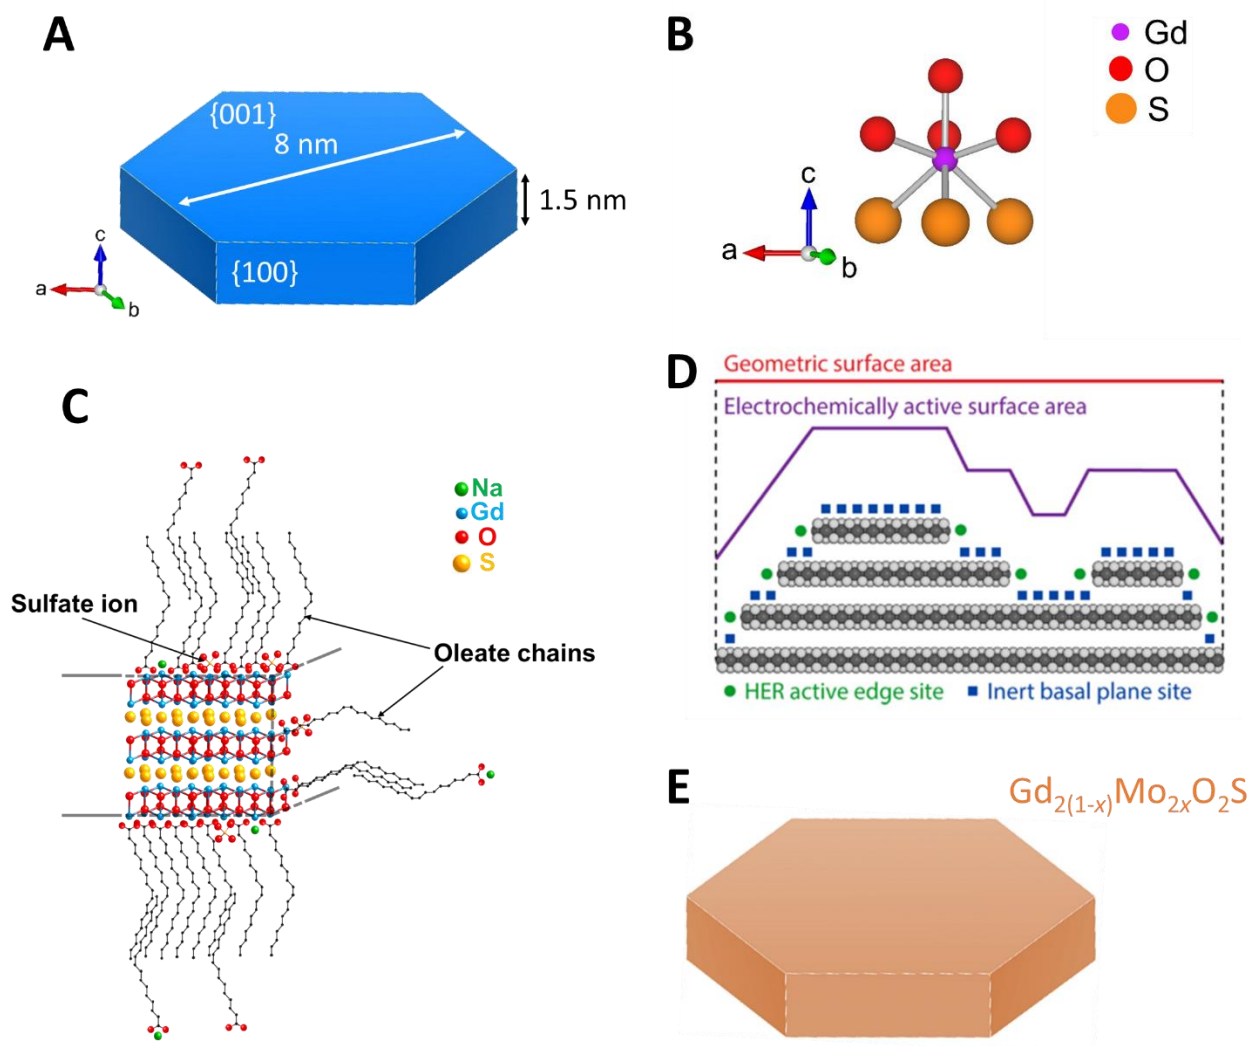 A
{001}
8 nm
1.5 nm
{100}
c
a
b
B
Gd
O
S
c
a
b
C
Na
Gd
O
S
Sulfate ion
Oleate chains
D
Geometric surface area
Electrochemically active surface area
HER active edge site
Inert basal plane site
E
Gd2(1-x)Mo2xO2S